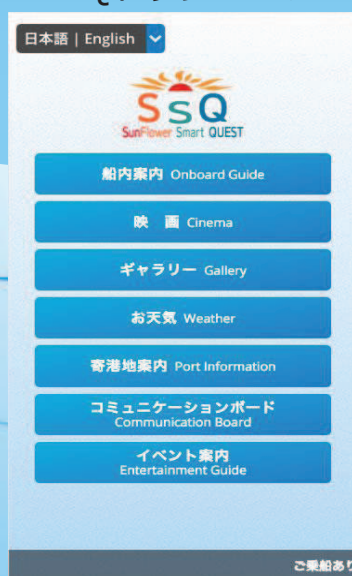 日本語 | English
SSQ
SunFlower Smart QUEST
船内案内 Onboard Guide
映 画 Cinema
ギャラリー Gallery
お天気 Weather
寄港地案内 Port Information
コミュニケーションボード
Communication Board
イベント案内
Entertainment Guide
ご乗船あり